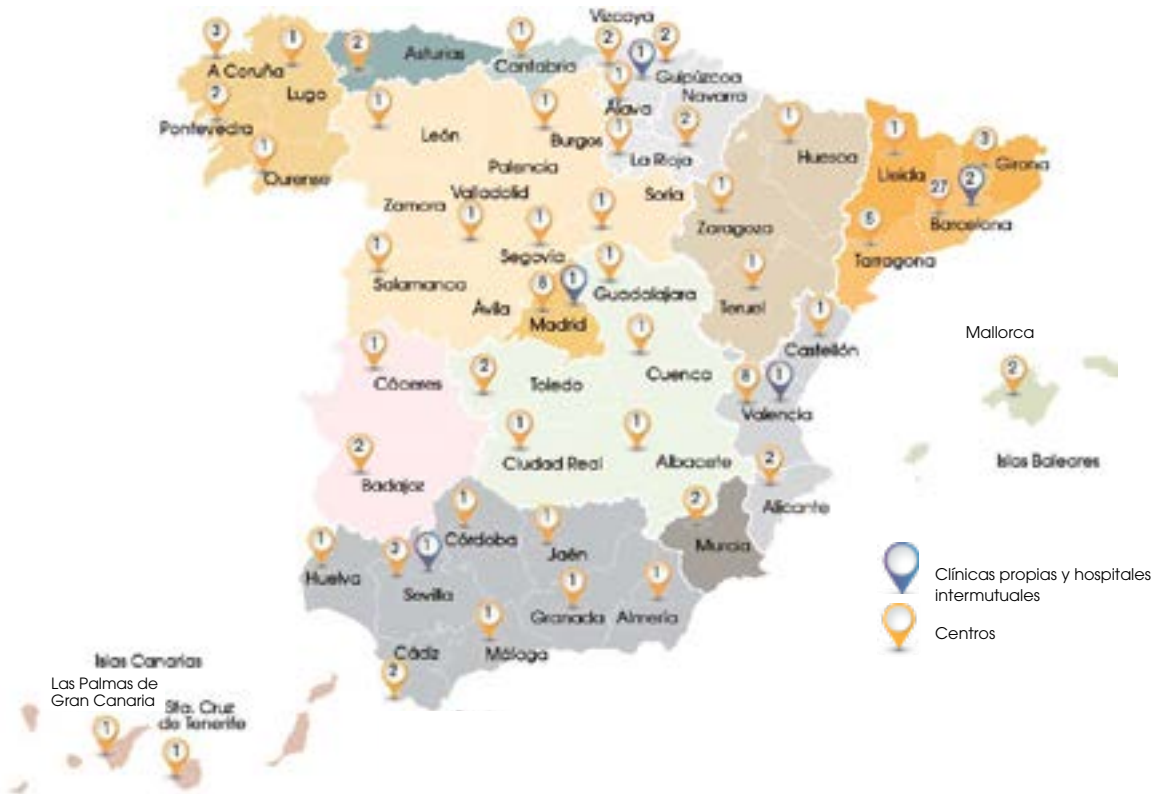 Vizcaya
3
8
2
1
2
1
2
A Coruña
Asturias
Cantabria
Guipúzcoa
Lugo
1
Navarra
2
1
1
Álava
1
Pontevedra
León
Burgos
1
2
1
3
1
Palencia
La Rioja
Huesca
Lleida
Girona
Ourense
Valladolid
Soria
1
27
2
Zamora
1
1
1
Zaragoza
Barcelona
5
Segovia
1
1
1
Tarragona
Salamanca
8
1
Guadalajara
Ávila
Madrid
Teruel
1
1
Castellón
Mallorca
1
2
Cáceres
Toledo
Cuenca
8
1
2
Valencia
1
1
2
Ciudad Real
Albacete
2
Islas Baleares
Badajoz
Alicante
1
2
1
Córdoba
1
3
1
Jaén
Murcia
Huelva
Sevilla
1
1
Granada
Almería
1
Cádiz
Málaga
2
Clínicas propias y hospitales
intermutuales
Centros
Islas Canarias
Las Palmas de
Gran Canaria
Sta. Cruz
de Tenerife
1
1